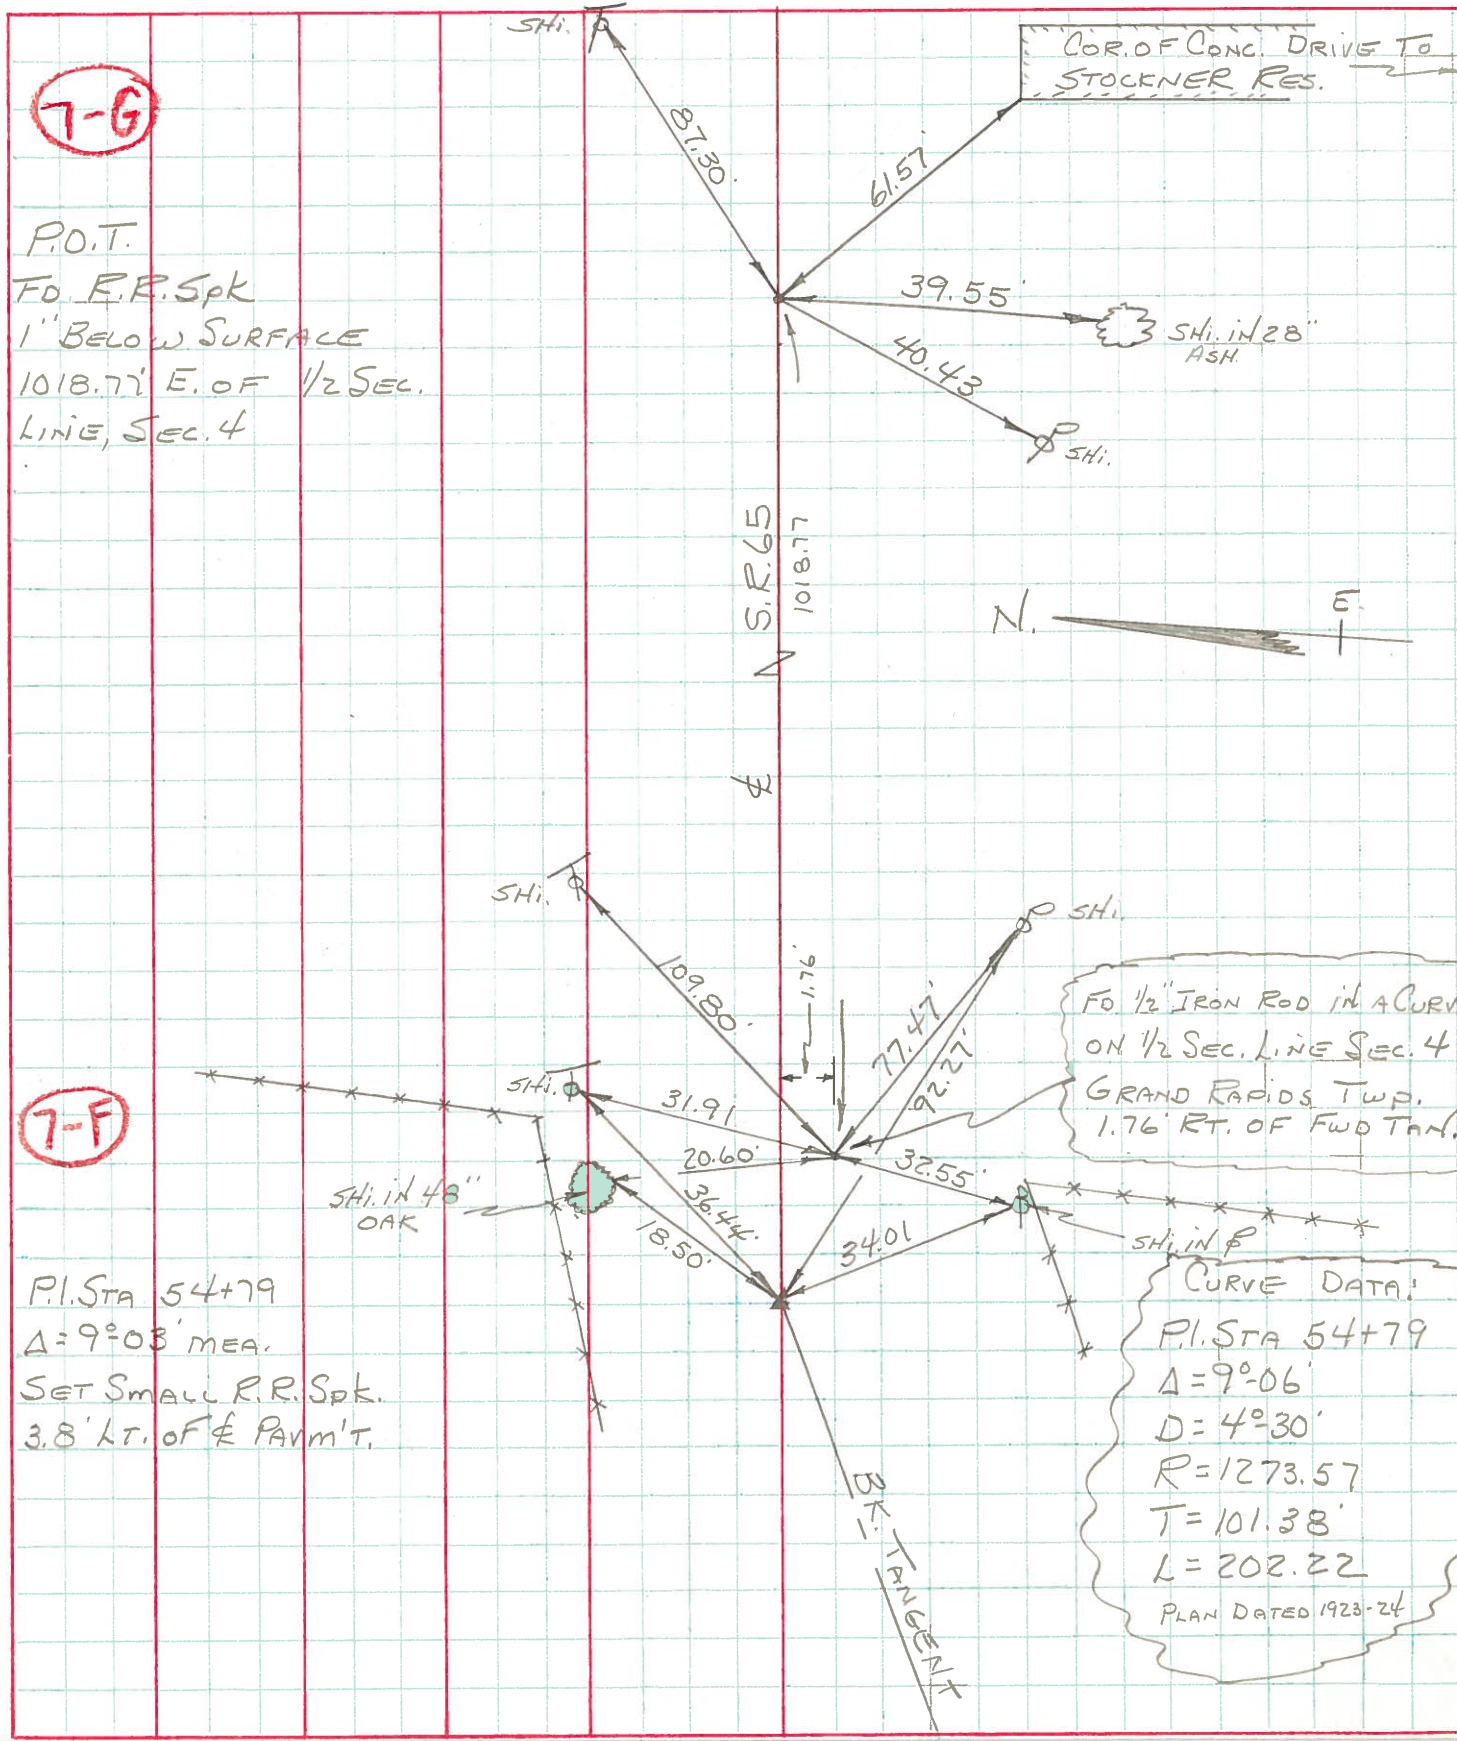 SHI.
COR. OF CONC. DRIVE TO
STOCKNER RES.
7-G
87.30'
61.57'
P.O.T.
FD. R.R. Spk
1" BELOW SURFACE
1018.77' E. OF 1/2 SEC.
LINE, SEC. 4
39.55'
SHI. IN 28"
ASH
40.43
SHI.
S.R. 65
1018.77
N
N.
E.
℄
SHI.
SHI.
109.80'
1.76'
77.47'
92.27'
FD. 1/2" IRON ROD IN A CURV
ON 1/2 SEC. LINE SEC. 4
GRAND RAPIDS TWP.
1.76' RT. OF FWD TAN.
SHI.
31.91
7-F
20.60'
32.55'
36.44'
SHI. IN 48"
OAK
18.50'
34.01
SHI. IN
P.I. STA 54+79
Δ = 9°-03' MEA.
SET SMALL R.R. Spk.
3.8' LT. OF ℄ PAVM'T.
CURVE DATA:
P.I. STA 54+79
Δ = 9°-06'
D = 4°-30'
R = 1273.57
T = 101.38'
L = 202.22
PLAN DATED 1923-24
BK. TANGENT